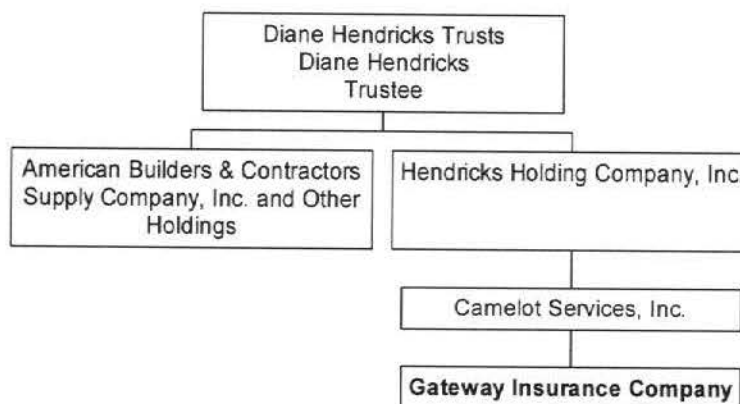 Diane Hendricks Trusts
Diane Hendricks
Trustee
American Builders & Contractors
Supply Company, Inc. and Other
Holdings
Hendricks Holding Company, Inc
Camelot Services, Inc.
Gateway Insurance Company